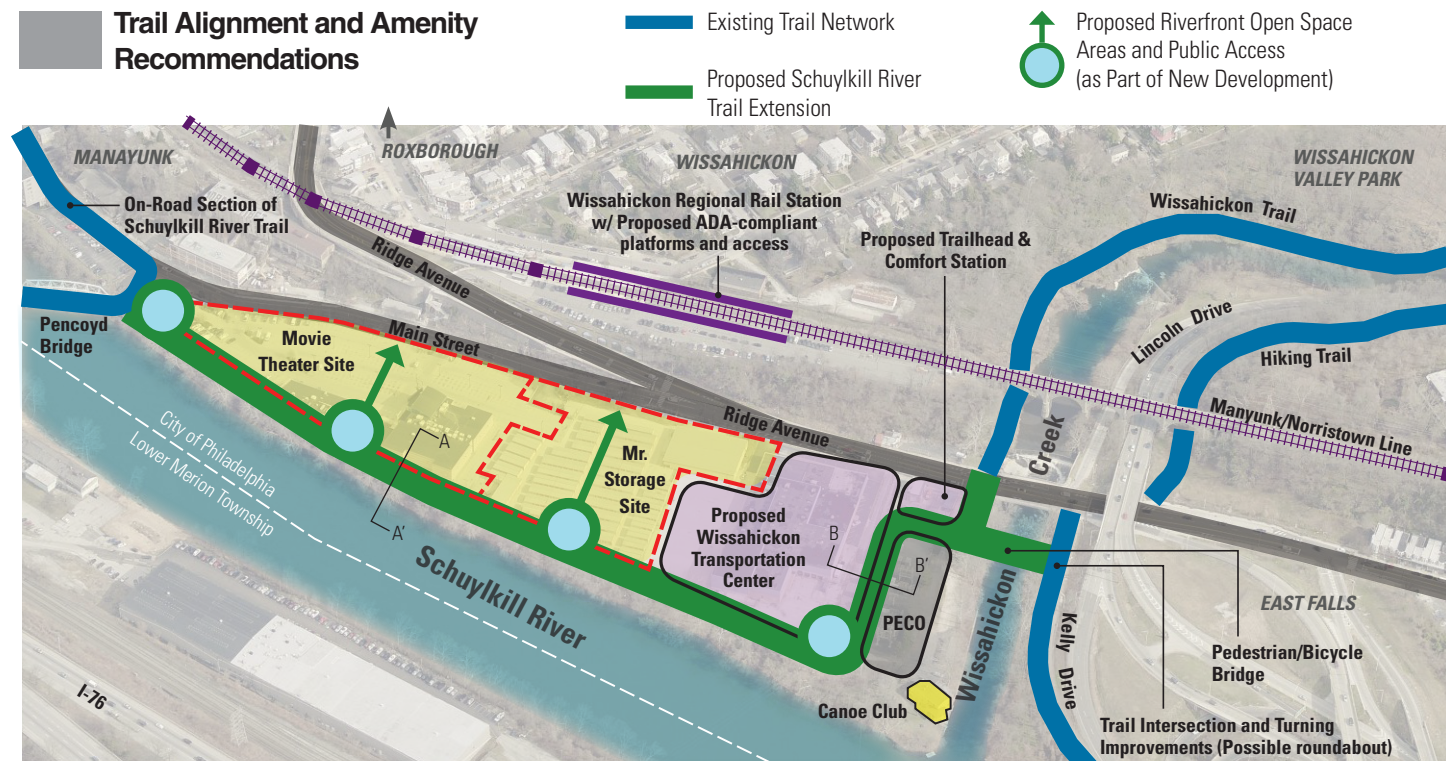 Trail Alignment and Amenity
Recommendations
Existing Trail Network
Proposed Schuylkill River
Trail Extension
Proposed Riverfront Open Space
Areas and Public Access
(as Part of New Development)
MANAYUNK
ROXBOROUGH
WISSAHICKON
WISSAHICKON
VALLEY PARK
On-Road Section of
Schuylkill River Trail
Wissahickon Regional Rail Station
w/ Proposed ADA-compliant
platforms and access
Proposed Trailhead &
Comfort Station
Wissahickon Trail
Ridge Avenue
Lincoln Drive
Hiking Trail
Pencoyd
Bridge
Movie
Theater Site
Main Street
Ridge Avenue
Manyunk/Norristown Line
City of Philadelphia
Lower Merion Township
A
A'
Mr.
Storage
Site
Proposed
Wissahickon
Transportation
Center
B
B'
PECO
Wissahickon
Creek
Schuylkill River
EAST FALLS
Kelly Drive
Pedestrian/Bicycle
Bridge
Canoe Club
I-76
Trail Intersection and Turning
Improvements (Possible roundabout)